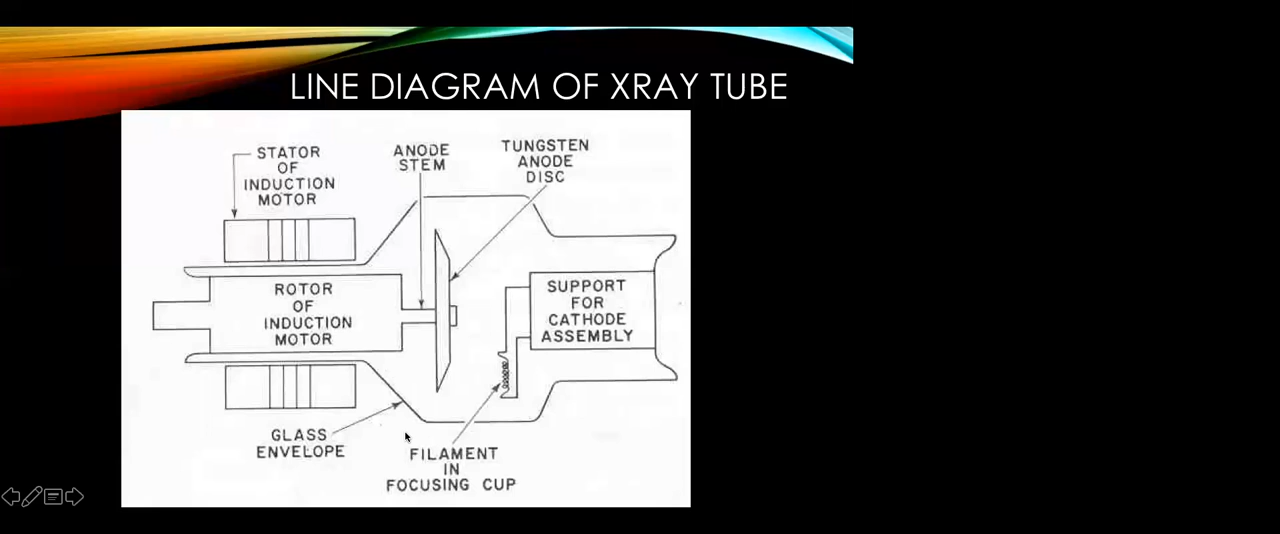 LINE DIAGRAM OF XRAY TUBE
STATOR
OF
INDUCTION
MOTOR
ANODE
STEM
TUNGSTEN
ANODE
DISC
ROTOR
OF
INDUCTION
MOTOR
SUPPORT
FOR
CATHODE
ASSEMBLY
GLASS
ENVELOPE
FILAMENT
IN
FOCUSING CUP